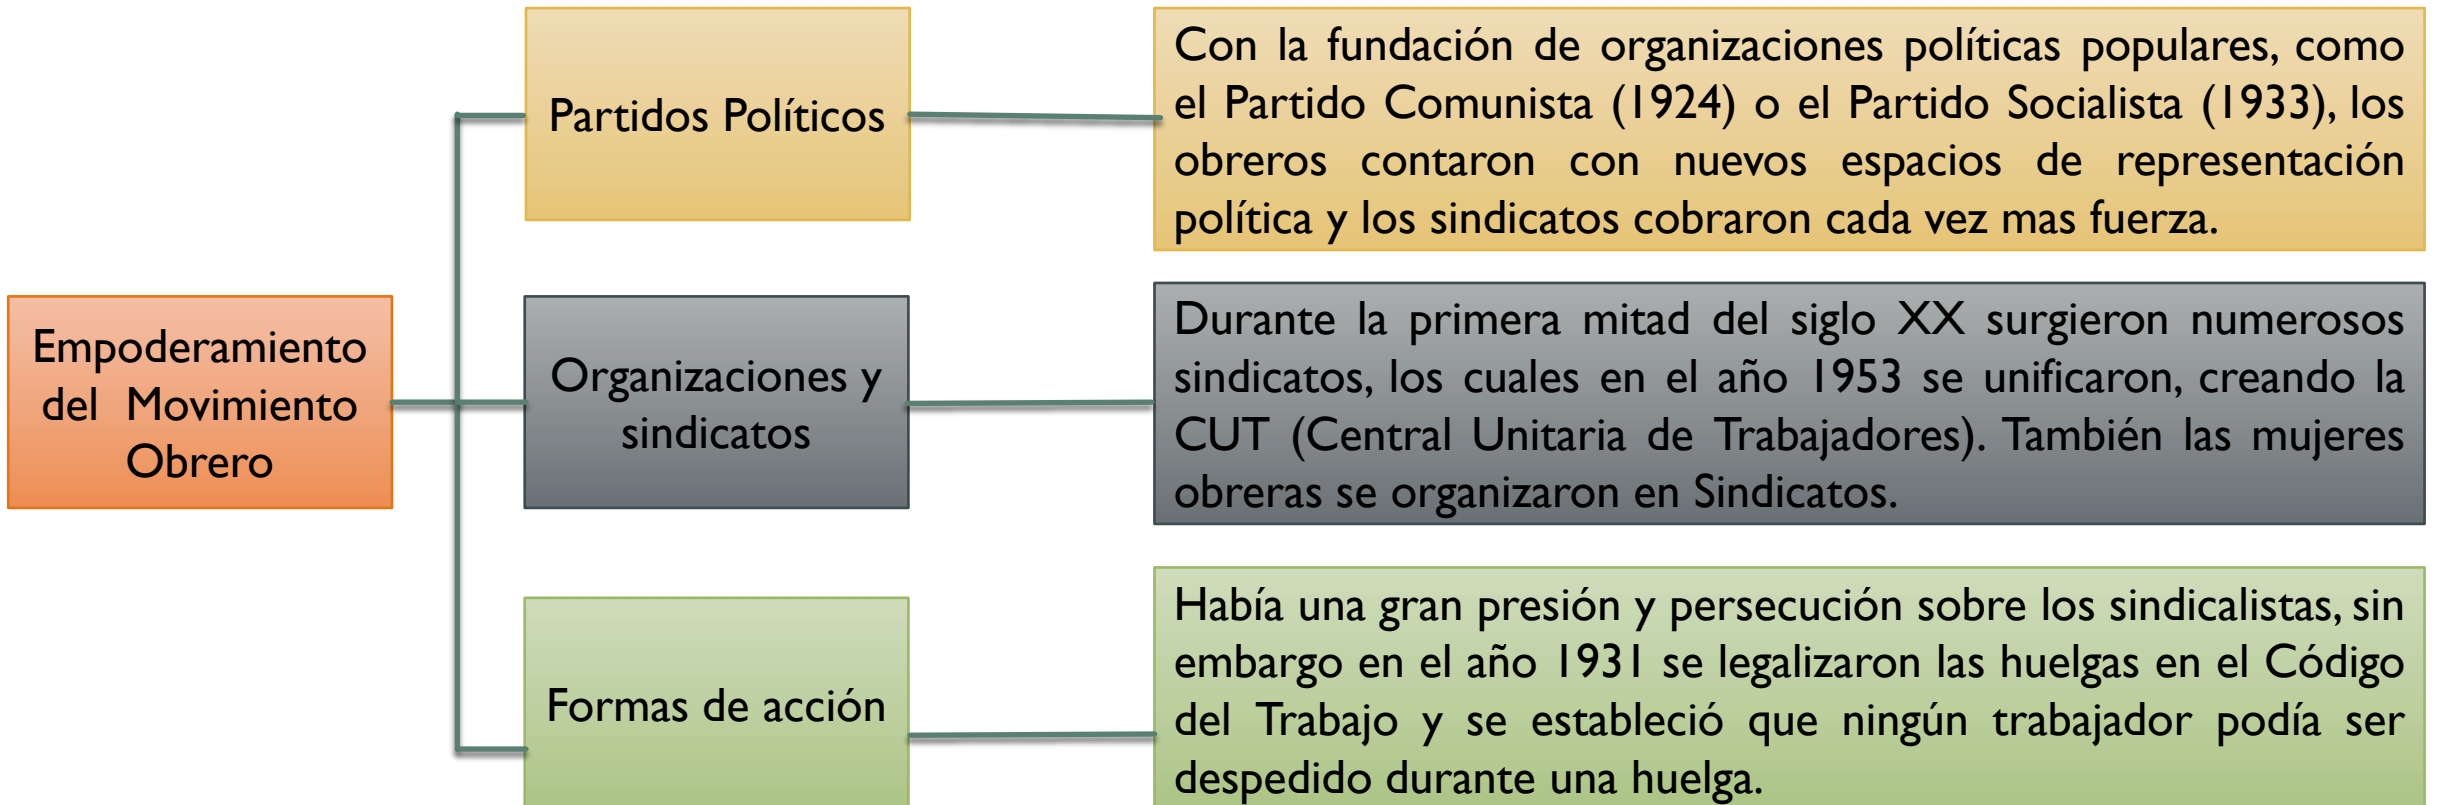 Partidos Políticos
Con la fundación de organizaciones políticas populares, como
el Partido Comunista (1924) o el Partido Socialista (1933), los
obreros contaron con nuevos espacios de representación
política y los sindicatos cobraron cada vez mas fuerza.
Empoderamiento
del Movimiento
Obrero
Organizaciones y
sindicatos
Durante la primera mitad del siglo XX surgieron numerosos
sindicatos, los cuales en el año 1953 se unificaron, creando la
CUT (Central Unitaria de Trabajadores). También las mujeres
obreras se organizaron en Sindicatos.
Formas de acción
Había una gran presión y persecución sobre los sindicalistas, sin
embargo en el año 1931 se legalizaron las huelgas en el Código
del Trabajo y se estableció que ningún trabajador podía ser
despedido durante una huelga.